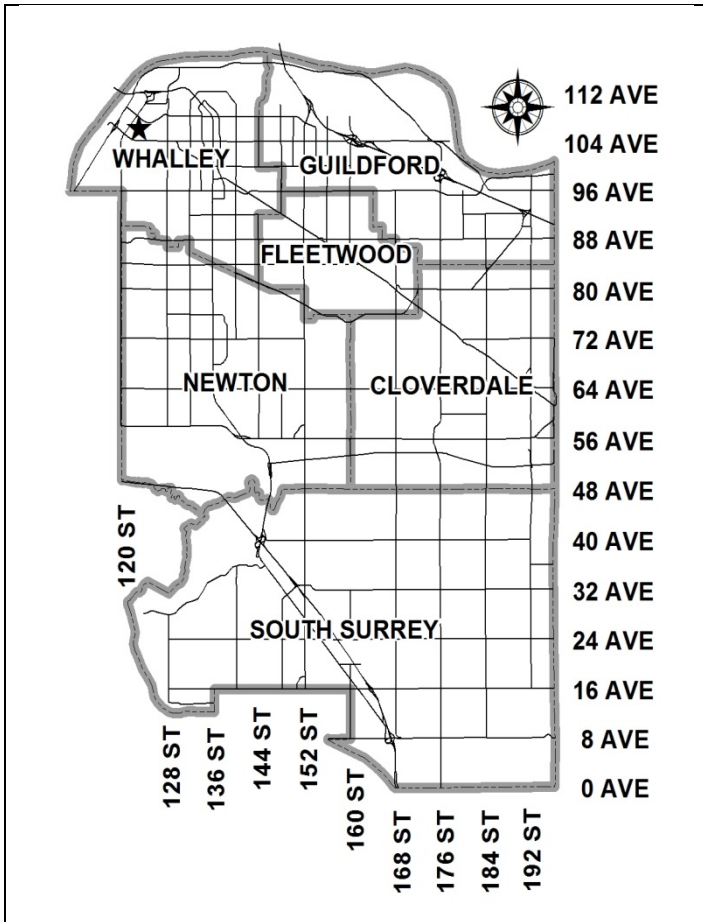 112 AVE
104 AVE
WHALLEY
GUILDFORD
96 AVE
88 AVE
FLEETWOOD
80 AVE
72 AVE
NEWTON
CLOVERDALE
64 AVE
56 AVE
48 AVE
120 ST
40 AVE
32 AVE
SOUTH SURREY
24 AVE
16 AVE
128 ST
136 ST
144 ST
152 ST
8 AVE
160 ST
0 AVE
168 ST
176 ST
184 ST
192 ST